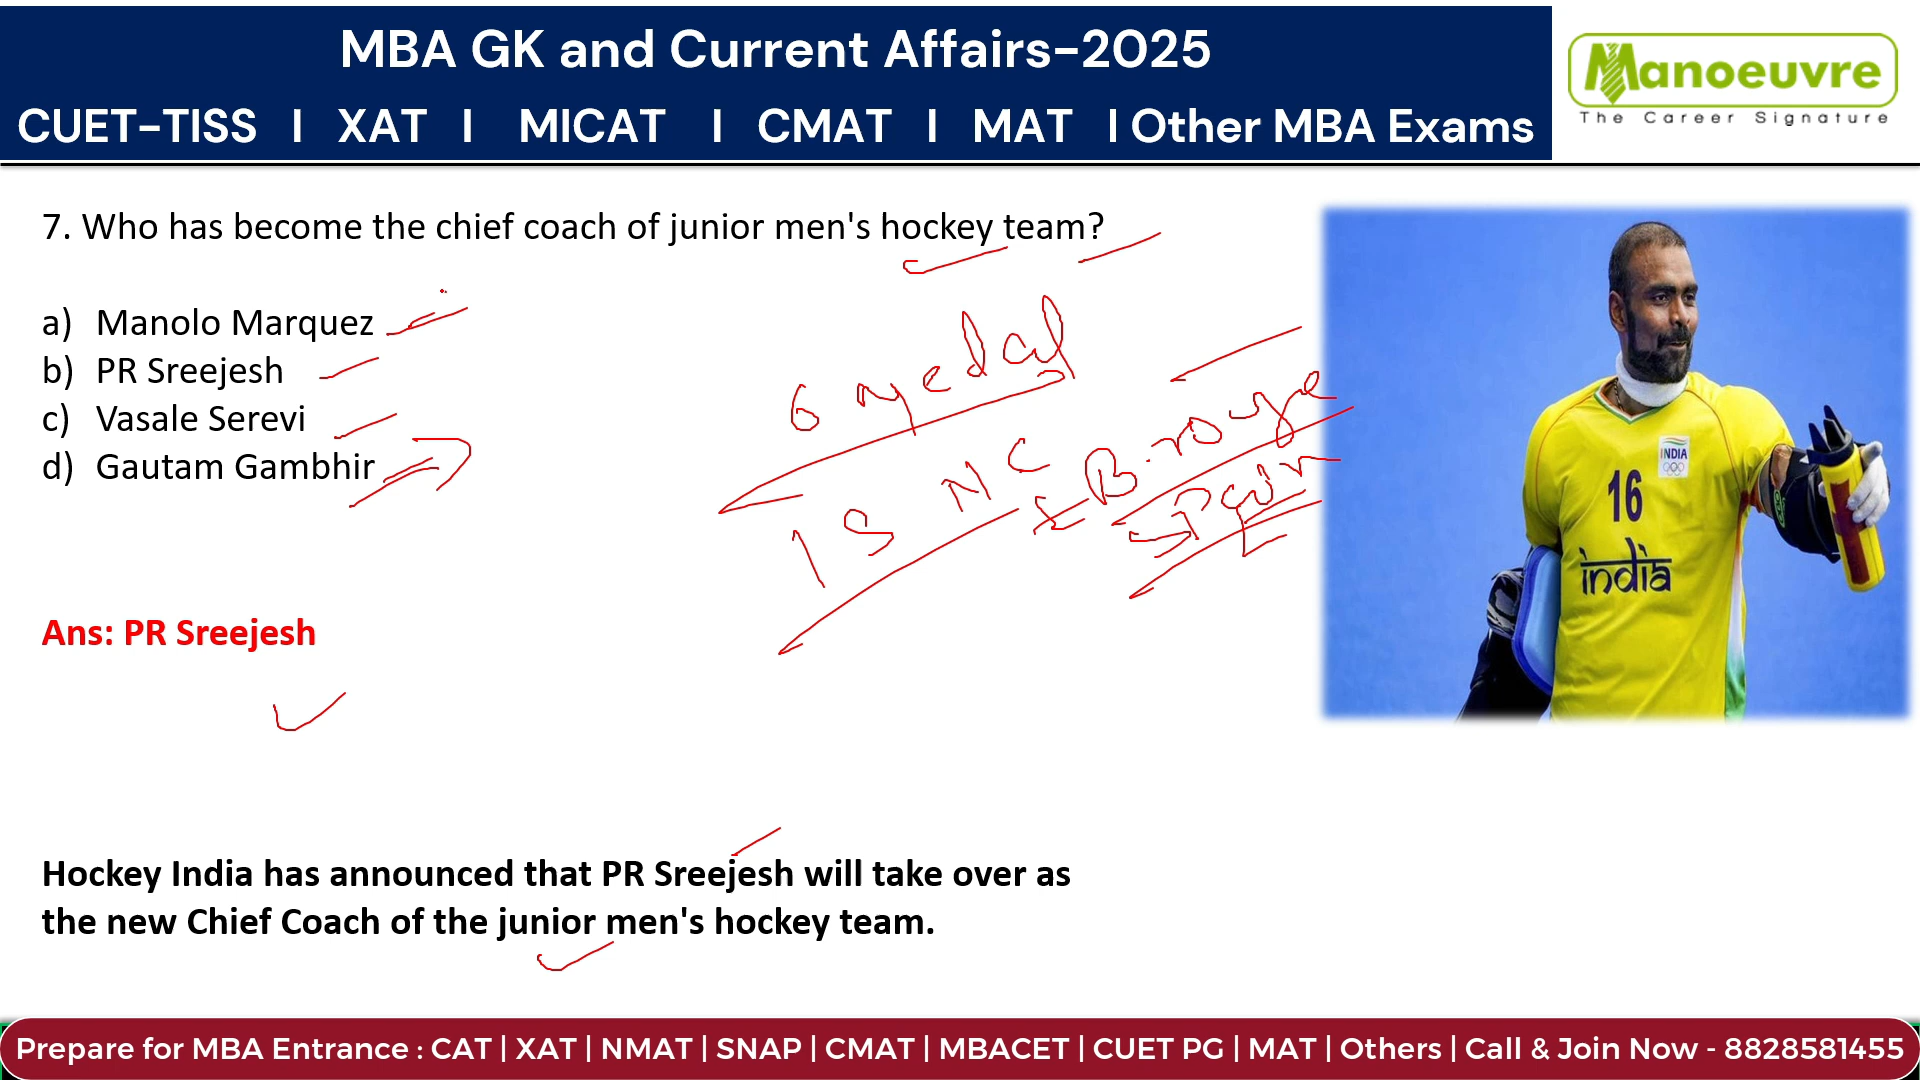 MBA GK and Current Affairs-2025
CUET-TISS I XAT I MICAT I CMAT I MAT I Other MBA Exams
Manoeuvre
The Career Signature
7. Who has become the chief coach of junior men's hockey team?
a) Manolo Marquez
b) PR Sreejesh
c) Vasale Serevi
d) Gautam Gambhir
6 medal
18 NC
Spain
INDIA
16
india
Ans: PR Sreejesh
Hockey India has announced that PR Sreejesh will take over as
the new Chief Coach of the junior men's hockey team.
Prepare for MBA Entrance : CAT | XAT | NMAT | SNAP | CMAT | MBACET | CUET PG | MAT | Others | Call & Join Now - 8828581455